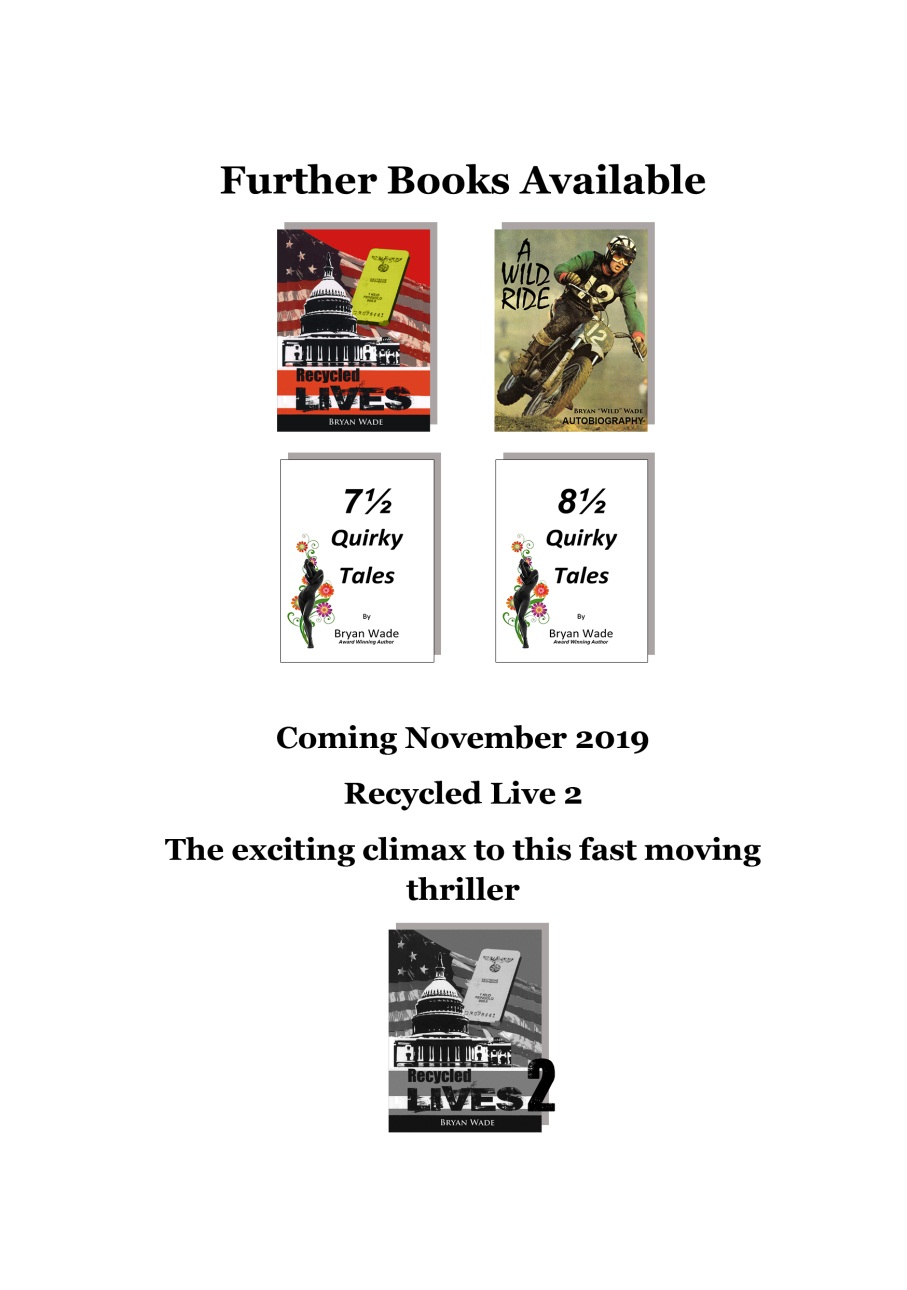 Further Books Available
Recycled
LIVES
BRYAN WADE
A
WILD
RIDE
12
12
BRYAN "WILD" WADE
AUTOBIOGRAPHY
7½
Quirky
Tales
By
Bryan Wade
Award Winning Author
8½
Quirky
Tales
By
Bryan Wade
Award Winning Author
Coming November 2019
Recycled Live 2
The exciting climax to this fast moving
thriller
Recycled
LIVES2
BRYAN WADE